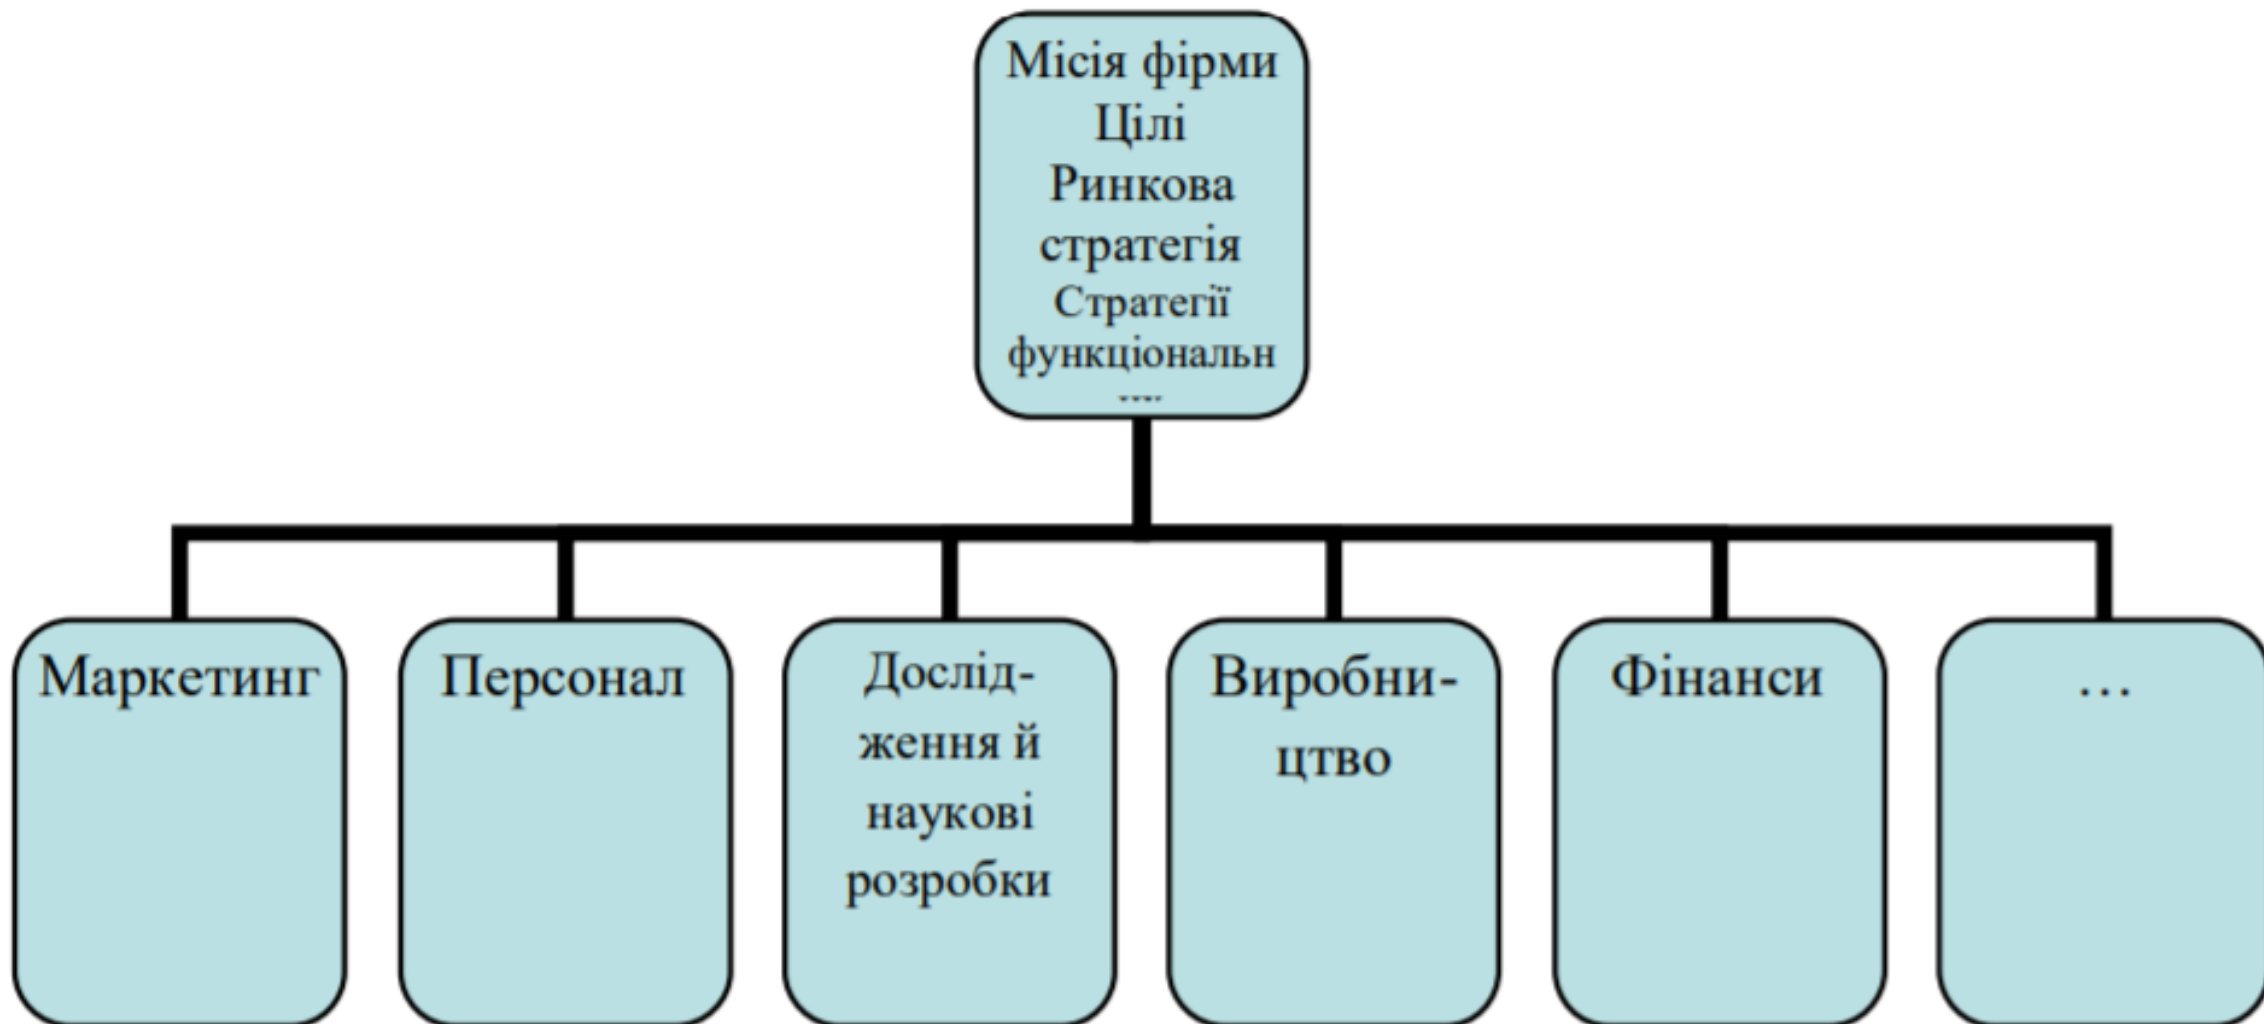 Місія фірми
Цілі
Ринкова
стратегія
Стратегії
функціональн
Маркетинг
Персонал
Дослід-
ження й
наукові
розробки
Виробни-
цтво
Фінанси
…